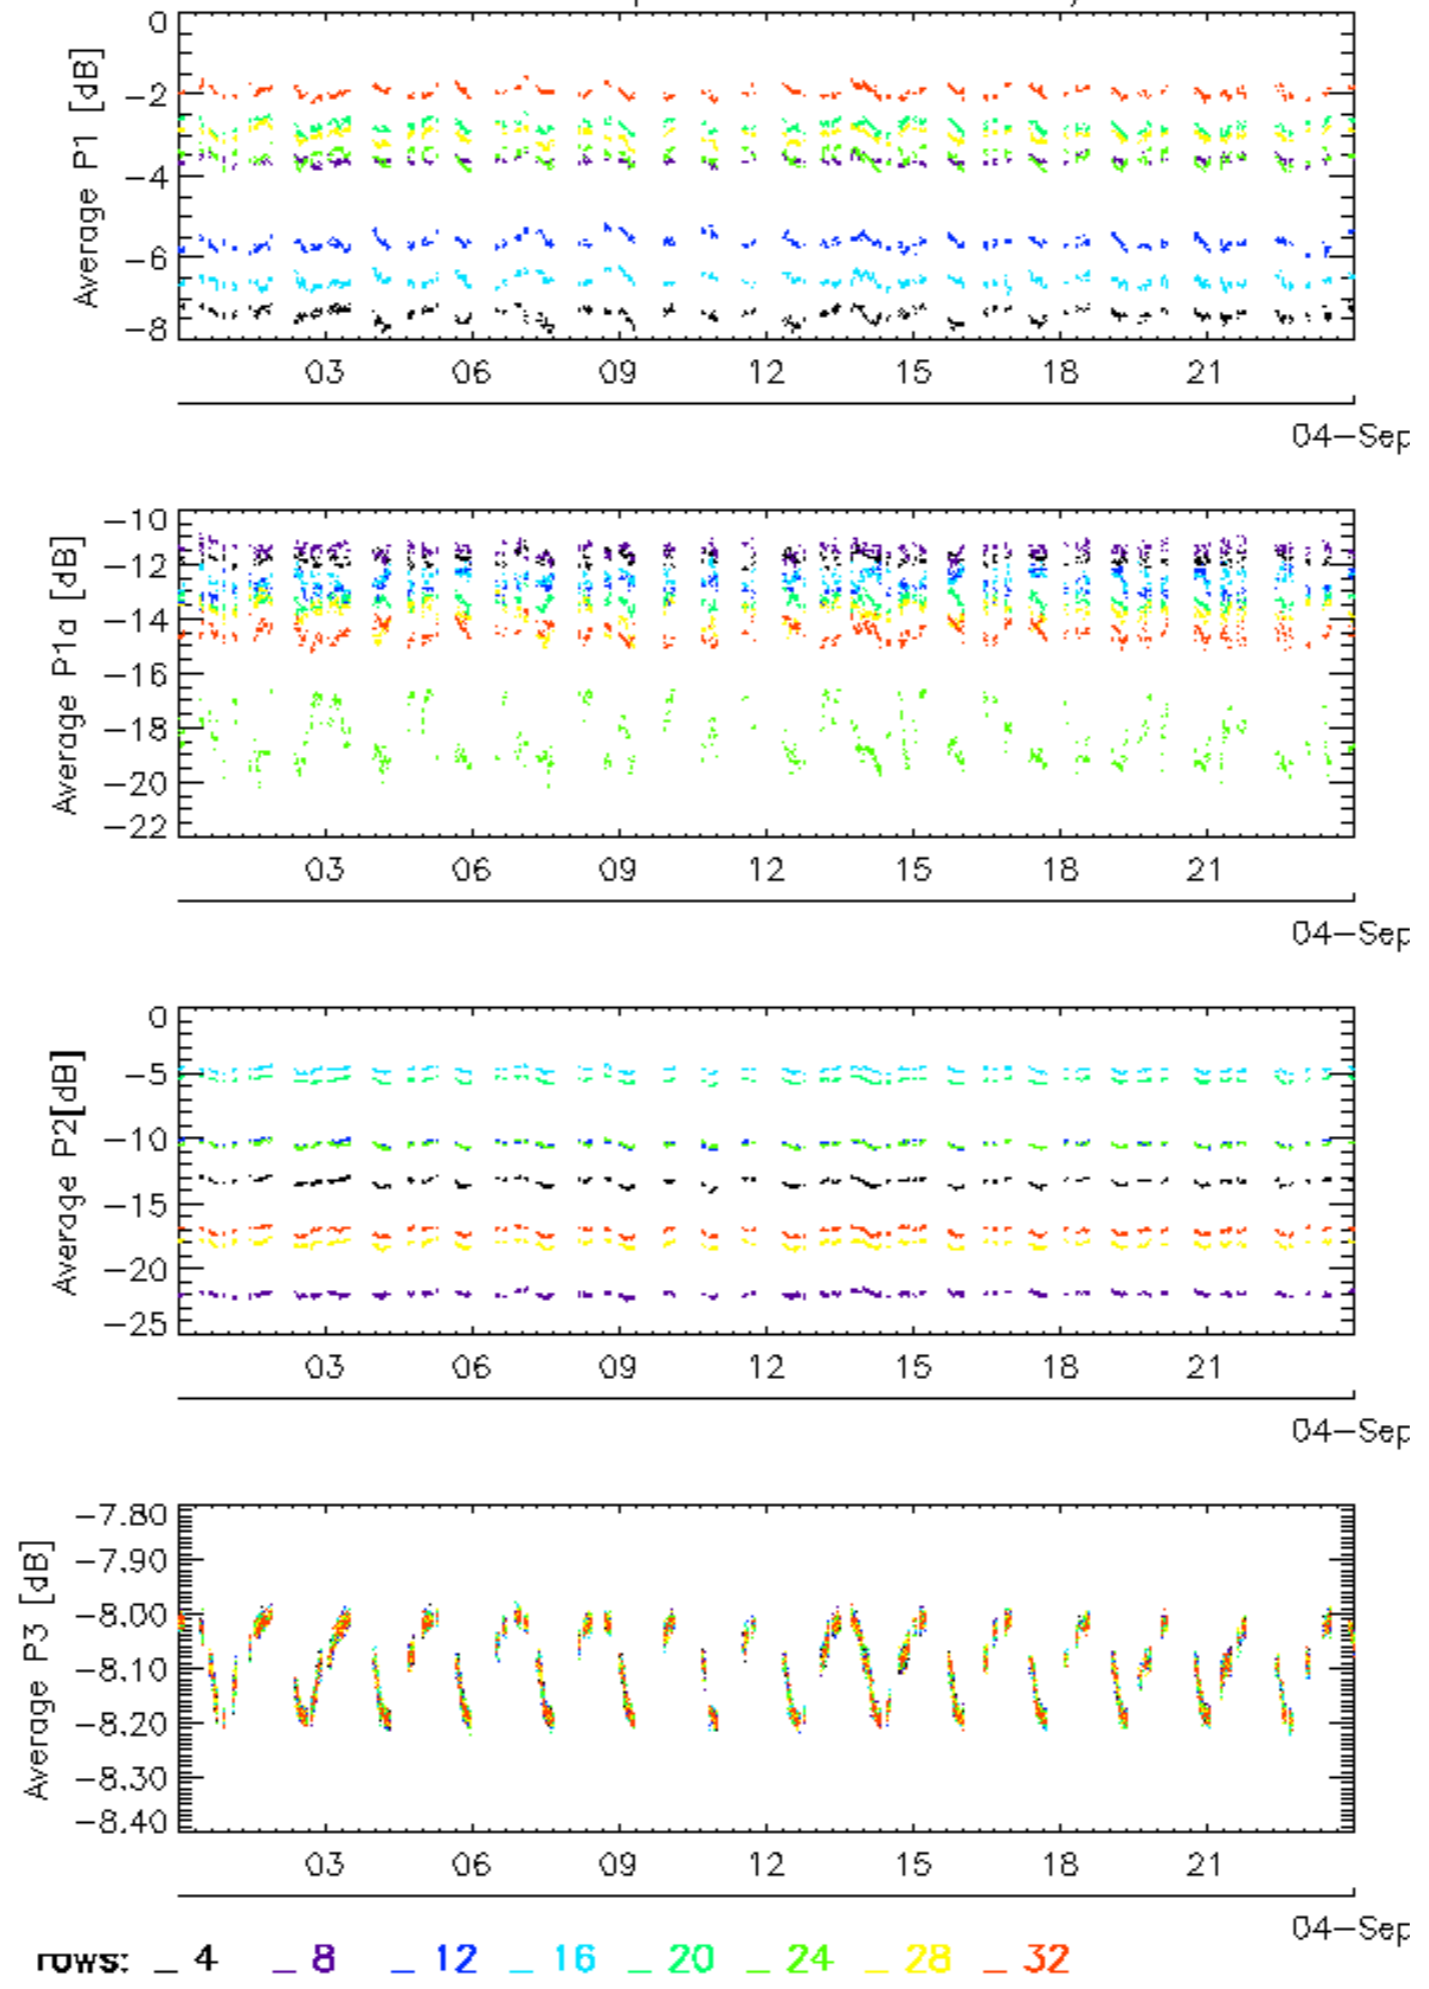 Average P1 [dB]
0
−2
−4
−6
−8
03 06 09 12 15 18 21
04−Sep
Average P1a [dB]
−10
−12
−14
−16
−18
−20
−22
03 06 09 12 15 18 21
04−Sep
Average P2[dB]
0
−5
−10
−15
−20
−25
03 06 09 12 15 18 21
04−Sep
Average P3 [dB]
−7.80
−7.90
−8.00
−8.10
−8.20
−8.30
−8.40
03 06 09 12 15 18 21
04−Sep
rows: _ 4 _ 8 _ 12 _ 16 _ 20 _ 24 _ 28 _ 32